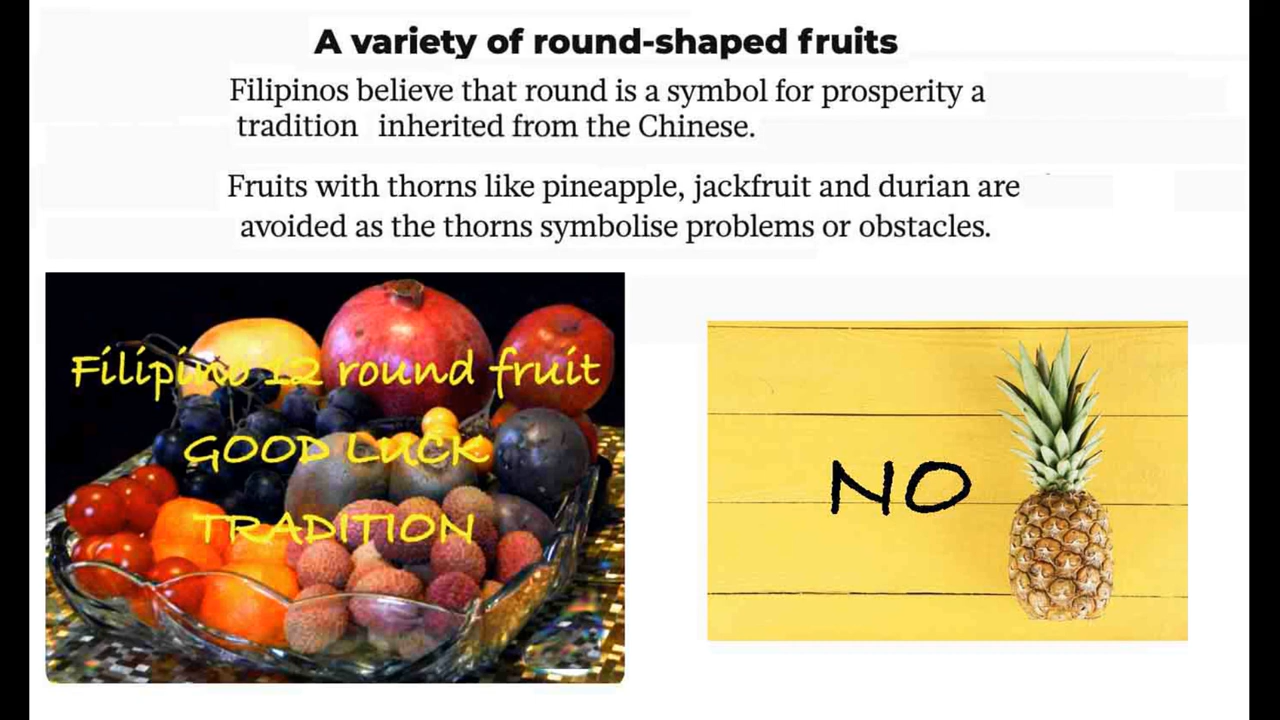 A variety of round-shaped fruits
Filipinos believe that round is a symbol for prosperity a
tradition inherited from the Chinese.
Fruits with thorns like pineapple, jackfruit and durian are
avoided as the thorns symbolise problems or obstacles.
Filipino 12 round fruit
GOOD LUCK
TRADITION
NO